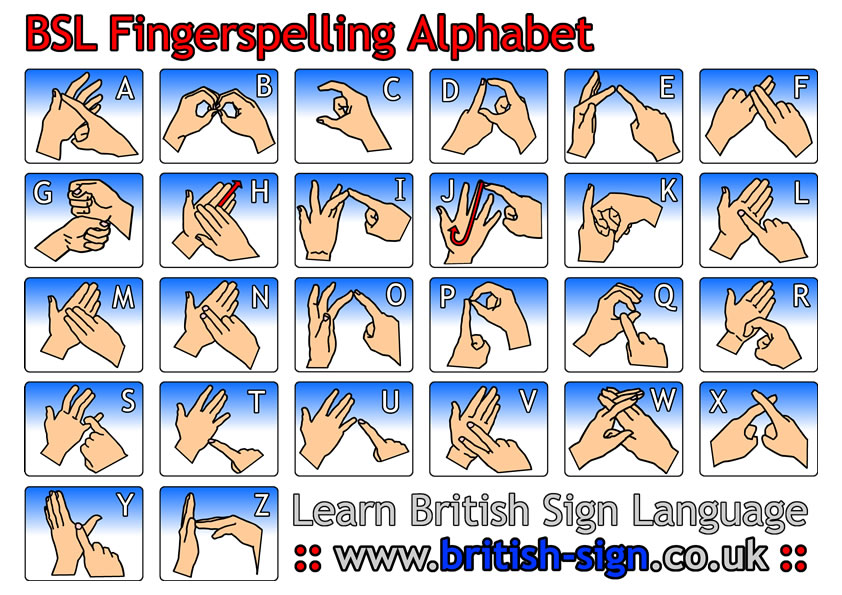 BSL Fingerspelling Alphabet
A B C D E F
G H I J K L
M N O P Q R
S T U V W X
Y Z Learn British Sign Language
:: www.british-sign.co.uk ::